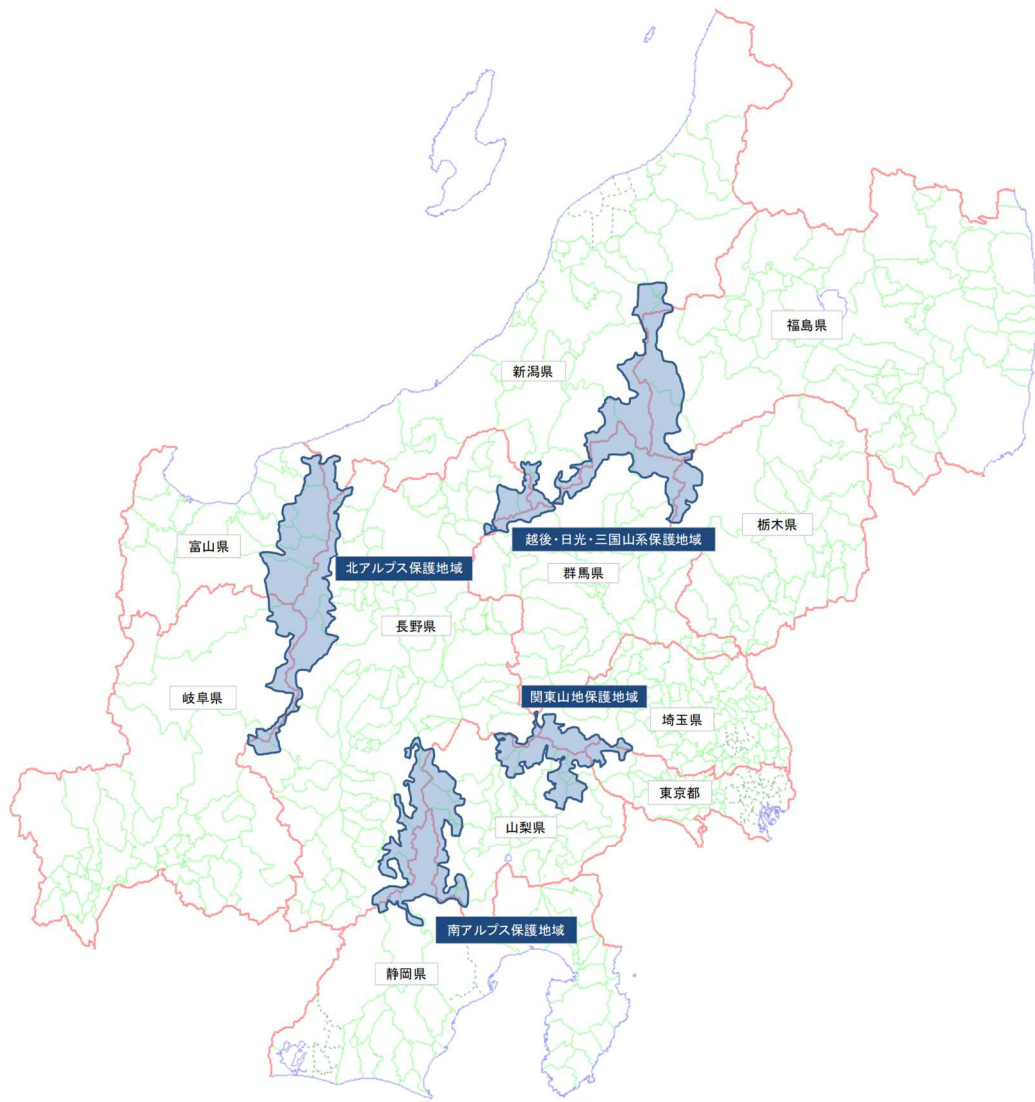 福島県
新潟県
栃木県
越後・日光・三国山系保護地域
富山県
北アルプス保護地域
群馬県
長野県
岐阜県
関東山地保護地域
埼玉県
東京都
山梨県
南アルプス保護地域
静岡県